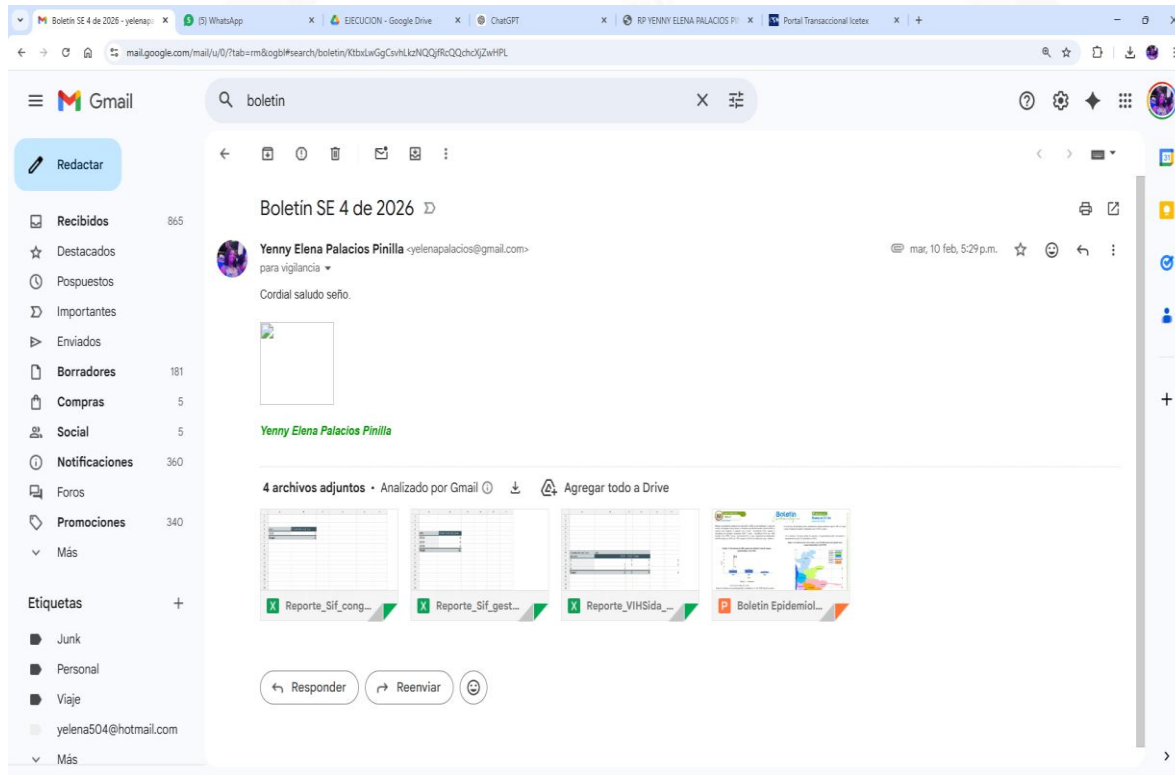 Boletín SE 4 de 2026 - yelenapa
(5) WhatsApp
EJECUCION - Google Drive
ChatGPT
RP YENNY ELENA PALACIOS PI
Portal Transaccional Icetex
mail.google.com/mail/u/0/?tab=rm&ogbl#search/boletin/KtbxLwGgCsvhLkzNQQjfRcQQchcXjZwHPL
Gmail
boletin
Redactar
Recibidos 865
Destacados
Pospuestos
Importantes
Enviados
Borradores 181
Compras 5
Social 5
Notificaciones 360
Foros
Promociones 340
Más
Etiquetas
Junk
Personal
Viaje
yelena504@hotmail.com
Más
Boletín SE 4 de 2026
Yenny Elena Palacios Pinilla <yelenapalacios@gmail.com>
mar, 10 feb, 5:29 p.m.
para vigilancia
Cordial saludo seño.
Yenny Elena Palacios Pinilla
4 archivos adjuntos • Analizado por Gmail
Agregar todo a Drive
Boletín
X Reporte_Sif_cong...
X Reporte_Sif_gest...
X Reporte_VIHSida_...
P Boletin Epidemiol...
Responder
Reenviar
31